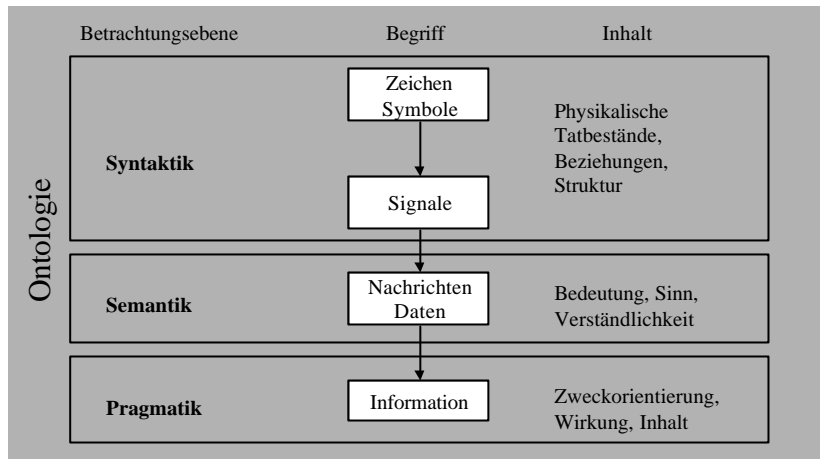 Betrachtungsebene Begriff Inhalt
Ontologie
Syntaktik
Zeichen
Symbole
Signale
Physikalische
Tatbestände,
Beziehungen,
Struktur
Semantik
Nachrichten
Daten
Bedeutung, Sinn,
Verständlichkeit
Pragmatik
Information
Zweckorientierung,
Wirkung, Inhalt